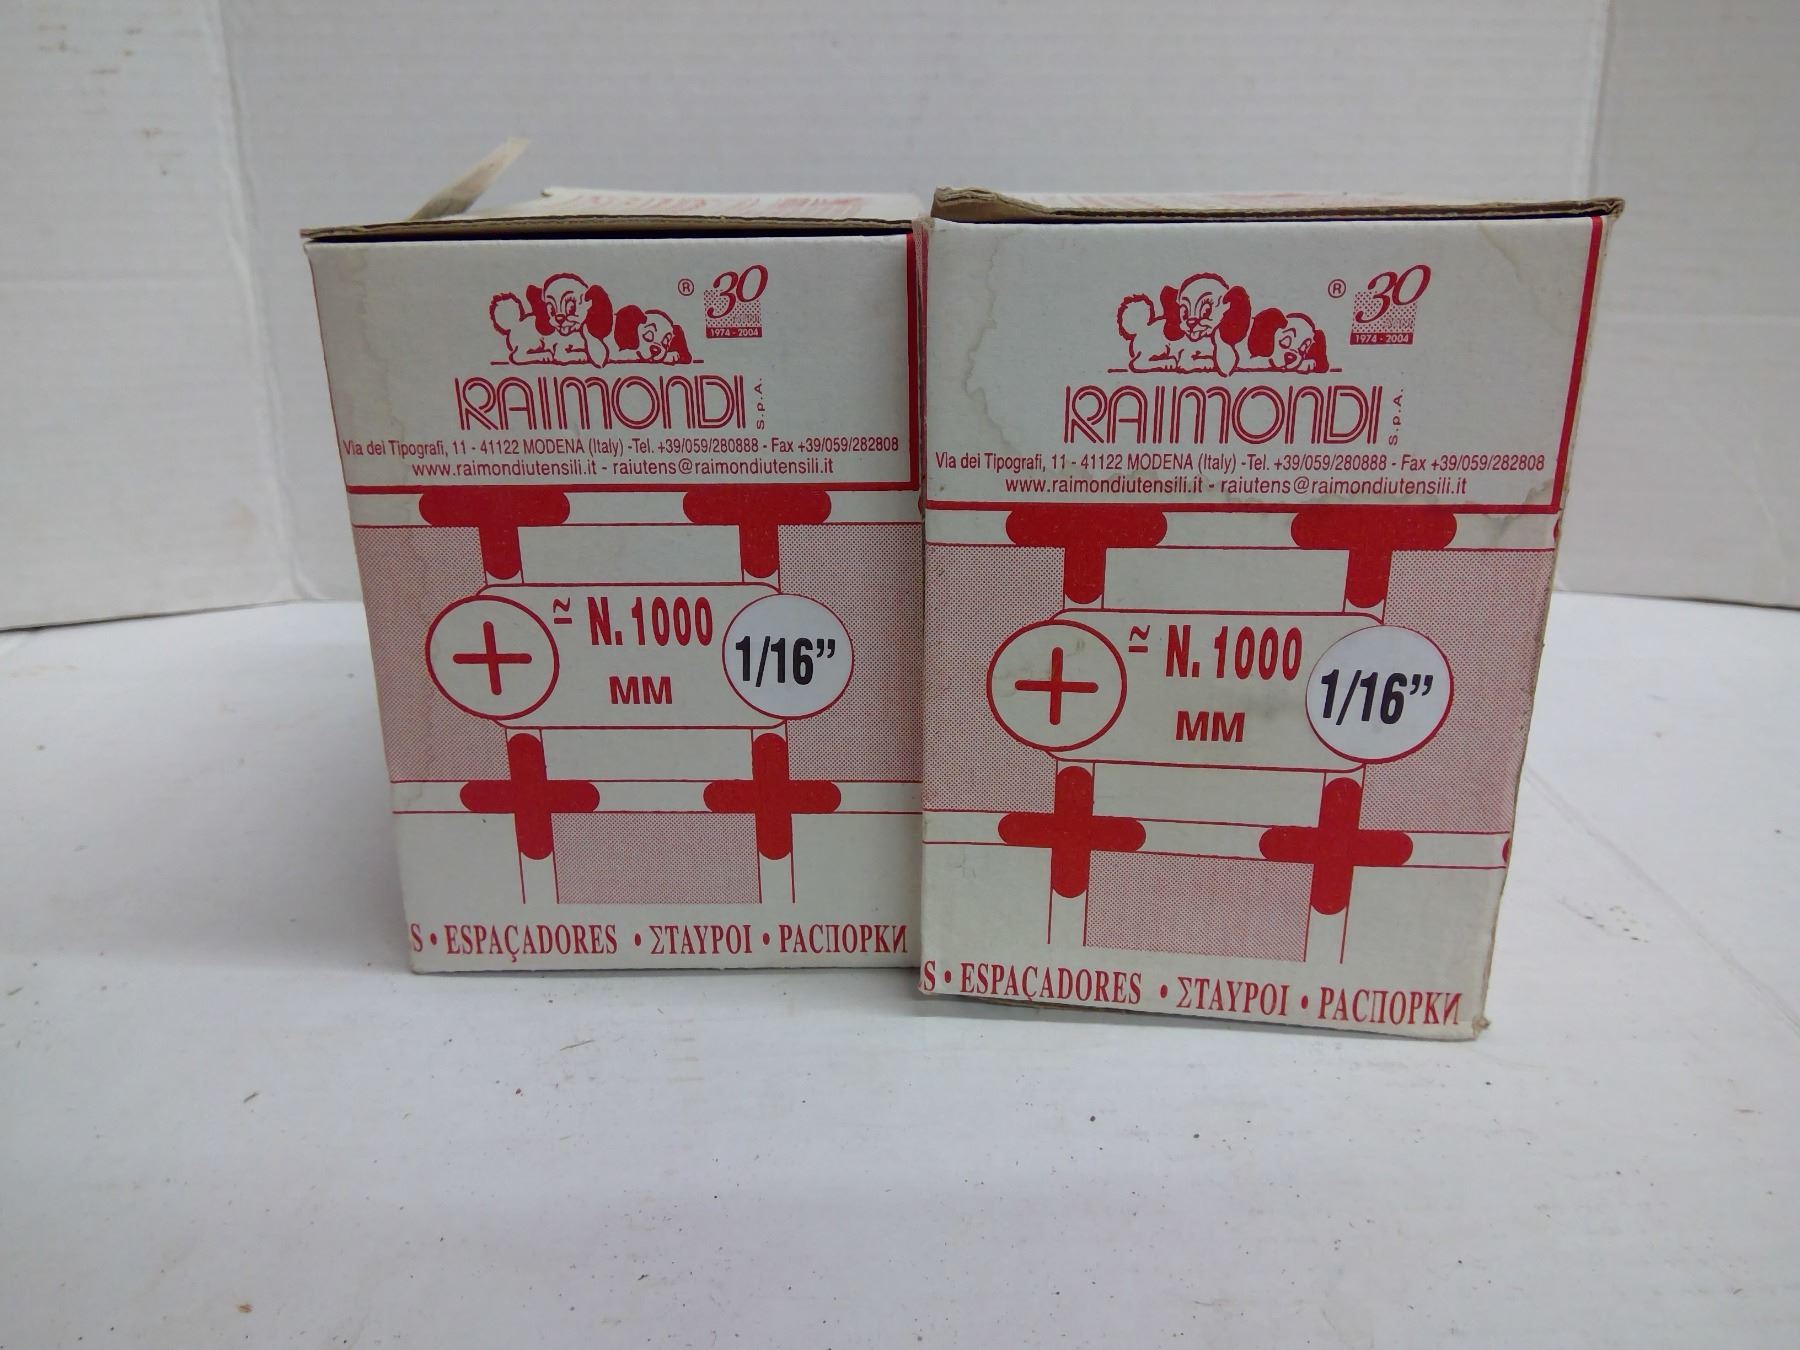 ® 30
1974 - 2004
RAIMONDI S.p.A.
Via dei Tipografi, 11 - 41122 MODENA (Italy) -Tel. +39/059/280888 - Fax +39/059/282808
www.raimondiutensili.it - raiutens@raimondiutensili.it
≃ N. 1000
MM
1/16”
S • ESPAÇADORES • ΣΤΑΥΡΟΙ • РАСПОРКИ
® 30
1974 - 2004
RAIMONDI S.p.A.
Via dei Tipografi, 11 - 41122 MODENA (Italy) -Tel. +39/059/280888 - Fax +39/059/282808
www.raimondiutensili.it - raiutens@raimondiutensili.it
≃ N. 1000
MM
1/16”
S • ESPAÇADORES • ΣΤΑΥΡΟΙ • РАСПОРКИ